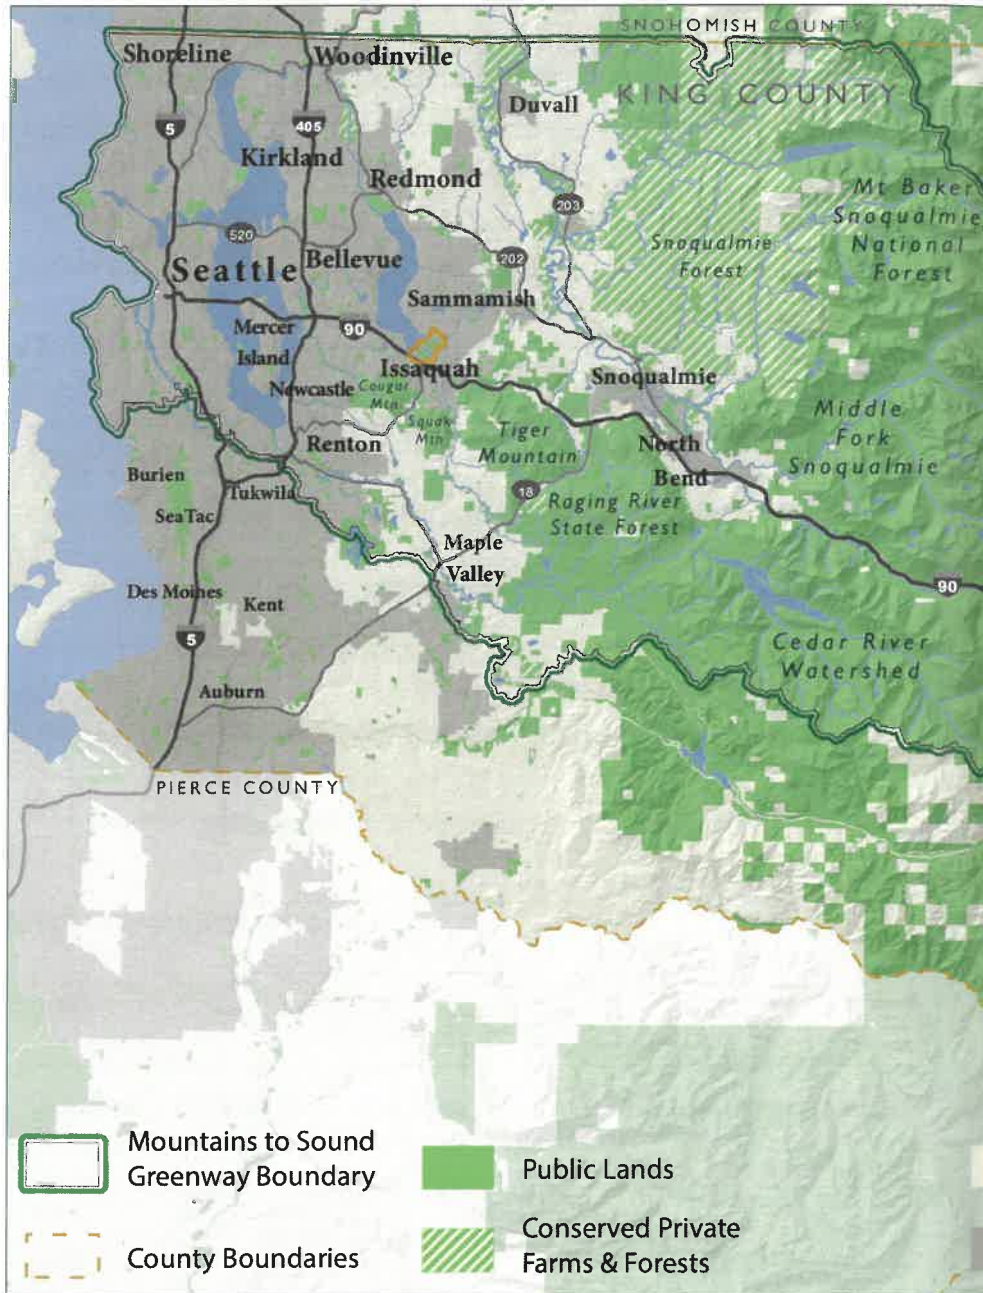 SNOHOMISH COUNTY
Shoreline
Woodinville
KING COUNTY
Duvall
5
405
Kirkland
Redmond
Mt Baker
Snoqualmie
National
Forest
203
520
Snoqualmie
Forest
Seattle
Bellevue
202
Sammamish
Mercer
Island
90
Issaquah
Newcastle
Cougar
Mtn
Snoqualmie
Squak
Mtn
Middle
Fork
Snoqualmie
Renton
Tiger
Mountain
North
Bend
Burien
Tukwila
18
SeaTac
Raging River
State Forest
Maple
Valley
90
Des Moines
Kent
5
Cedar River
Watershed
Auburn
PIERCE COUNTY
Mountains to Sound
Greenway Boundary
Public Lands
County Boundaries
Conserved Private
Farms & Forests